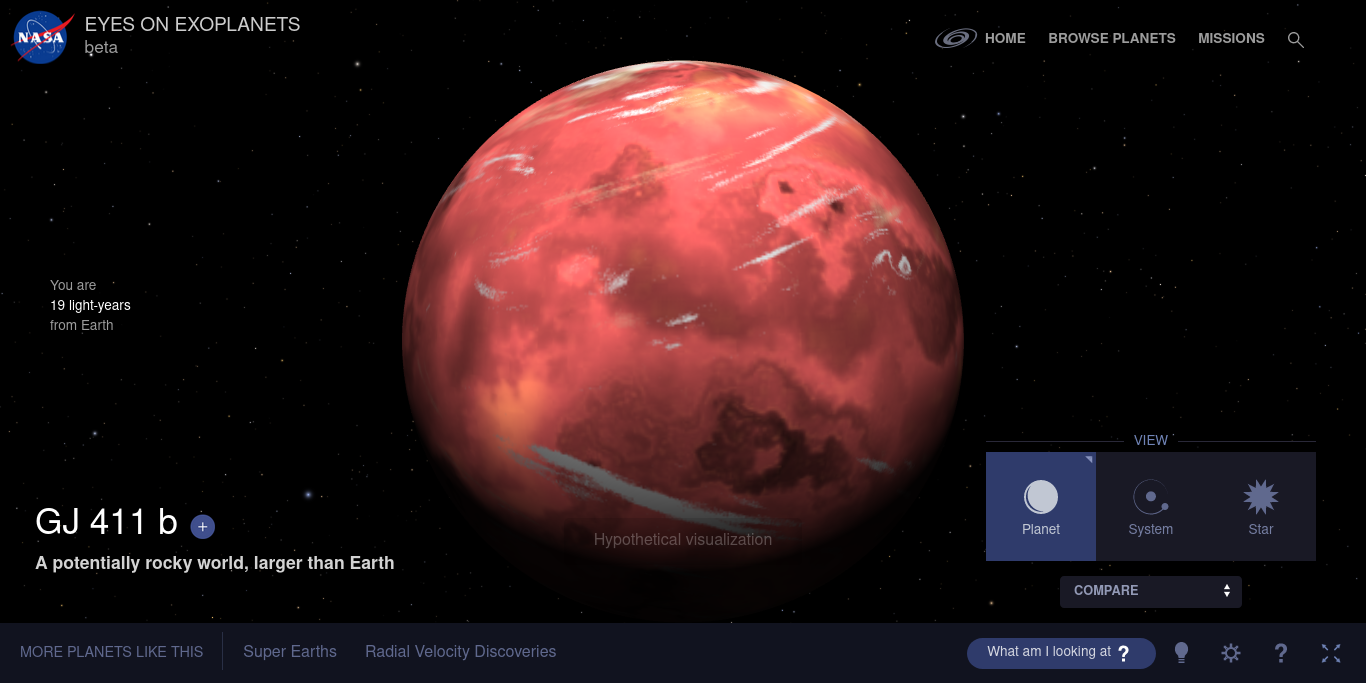 NASA
EYES ON EXOPLANETS
beta
HOME
BROWSE PLANETS
MISSIONS
You are
19 light-years
from Earth
VIEW
Planet
System
Star
GJ 411 b +
A potentially rocky world, larger than Earth
Hypothetical visualization
COMPARE
MORE PLANETS LIKE THIS
Super Earths
Radial Velocity Discoveries
What am I looking at ?
?